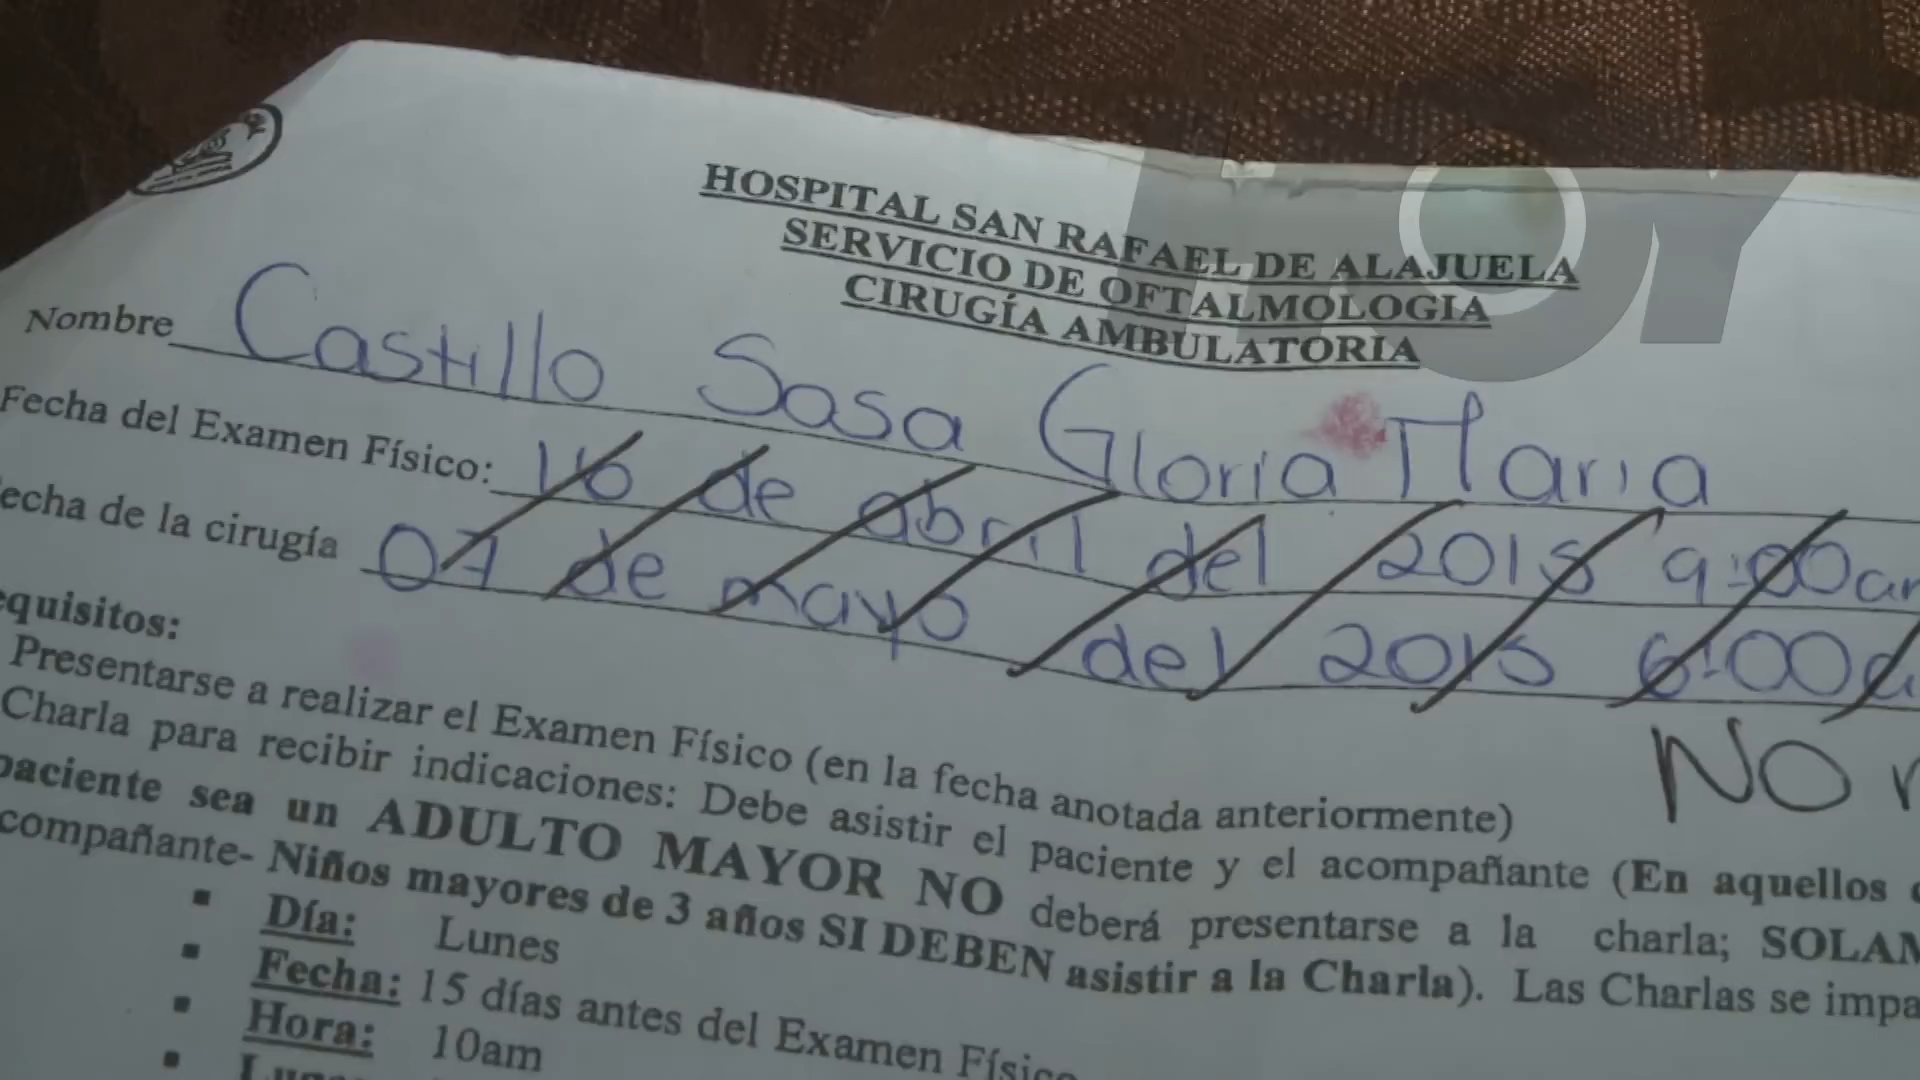 HOY
HOSPITAL SAN RAFAEL DE ALAJUELA
SERVICIO DE OFTALMOLOGIA
CIRUGÍA AMBULATORIA
Nombre Castillo Sosa Gloria Maria
Fecha del Examen Físico: 16 de abril del 2015 9:00am
echa de la cirugía 07 de mayo del 2015 6:00a
equisitos:
Presentarse a realizar el Examen Físico (en la fecha anotada anteriormente)
NO
Charla para recibir indicaciones: Debe asistir el paciente y el acompañante (En aquellos
paciente sea un ADULTO MAYOR NO deberá presentarse a la charla; SOLAM
compañante- Niños mayores de 3 años SI DEBEN asistir a la Charla). Las Charlas se impa
▪ Día: Lunes
▪ Fecha: 15 días antes del Examen Físico
▪ Hora: 10am